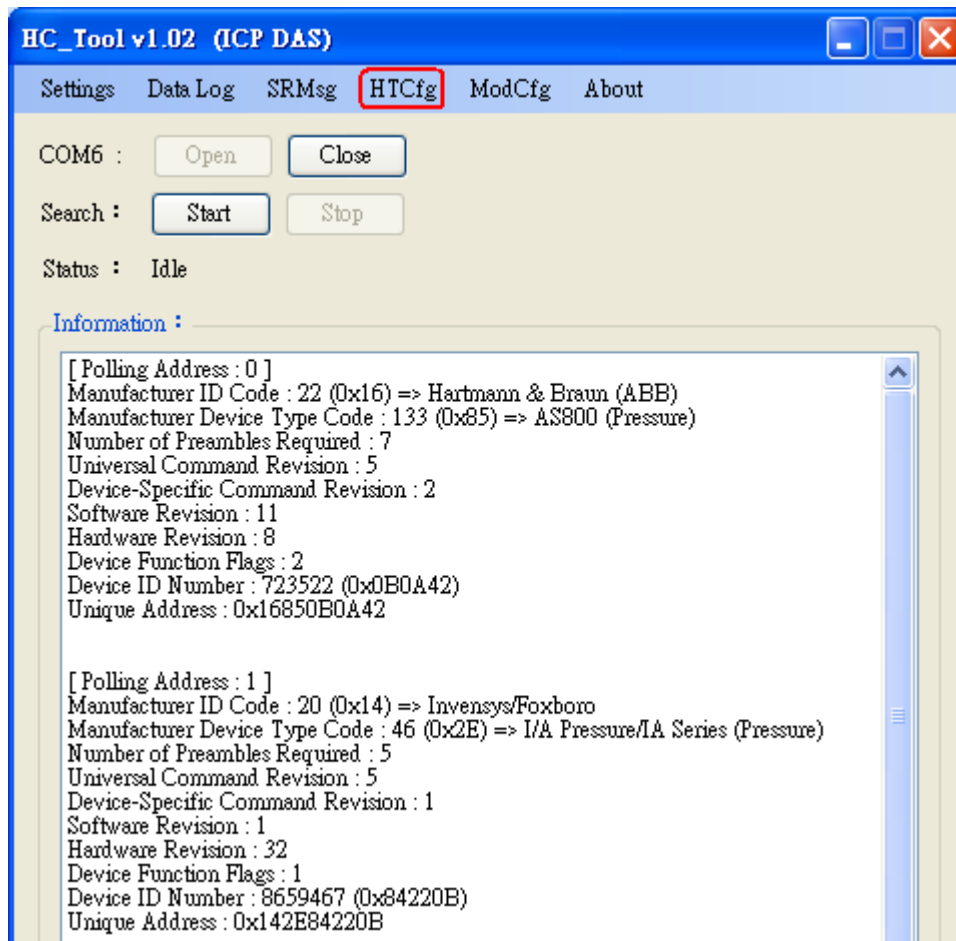 HC_Tool v1.02 (ICP DAS)
Settings Data Log SRMsg HTCfg ModCfg About
COM6 : Open Close
Search : Start Stop
Status : Idle
Information :
[ Polling Address : 0 ]
Manufacturer ID Code : 22 (0x16) => Hartmann & Braun (ABB)
Manufacturer Device Type Code : 133 (0x85) => AS800 (Pressure)
Number of Preambles Required : 7
Universal Command Revision : 5
Device-Specific Command Revision : 2
Software Revision : 11
Hardware Revision : 8
Device Function Flags : 2
Device ID Number : 723522 (0x0B0A42)
Unique Address : 0x16850B0A42
[ Polling Address : 1 ]
Manufacturer ID Code : 20 (0x14) => Invensys/Foxboro
Manufacturer Device Type Code : 46 (0x2E) => I/A Pressure/IA Series (Pressure)
Number of Preambles Required : 5
Universal Command Revision : 5
Device-Specific Command Revision : 1
Software Revision : 1
Hardware Revision : 32
Device Function Flags : 1
Device ID Number : 8659467 (0x84220B)
Unique Address : 0x142E84220B